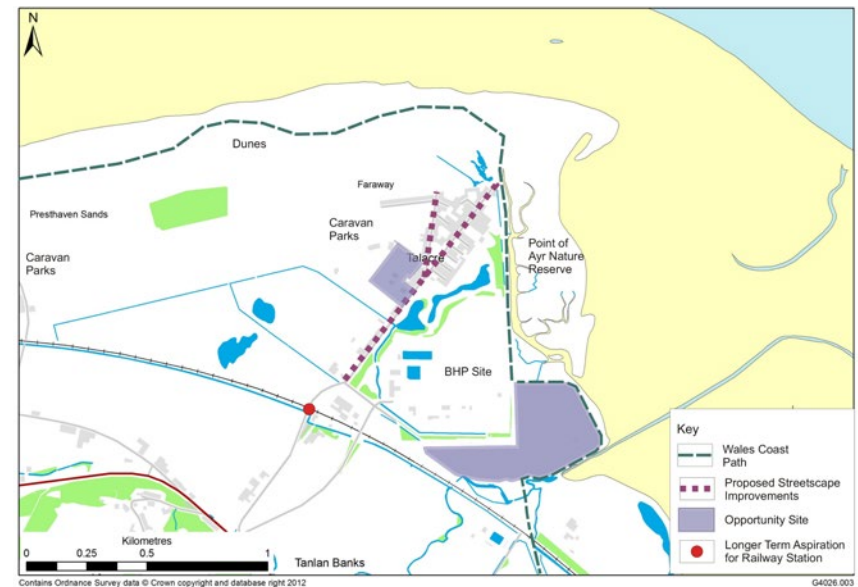 N
Dunes
Faraway
Presthaven Sands
Caravan
Parks
Caravan
Parks
Talacre
Point of
Ayr Nature
Reserve
BHP Site
Key
Wales Coast
Path
Proposed Streetscape
Improvements
Opportunity Site
Longer Term Aspiration
for Railway Station
Kilometres
0 0.25 0.5 1
Tanlan Banks
Contains Ordnance Survey data © Crown copyright and database right 2012
G4026.003